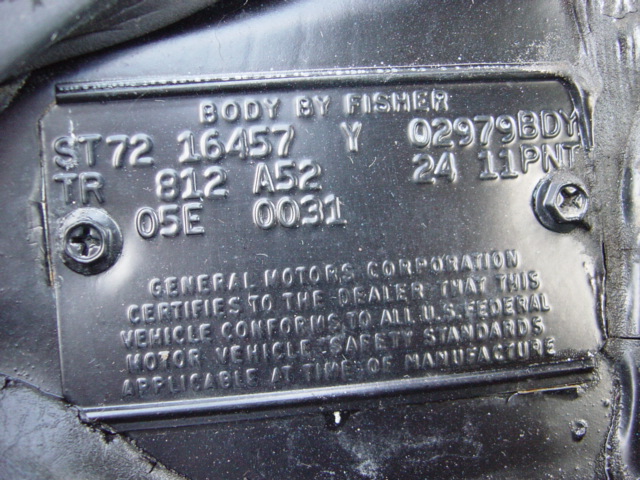 BODY BY FISHER
ST72 16457 Y 02979BDY
TR 812 A52 24 11PNT
05E 0031
GENERAL MOTORS CORPORATION
CERTIFIES TO THE DEALER THAT THIS
VEHICLE CONFORMS TO ALL U.S. FEDERAL
MOTOR VEHICLE SAFETY STANDARDS
APPLICABLE AT TIME OF MANUFACTURE